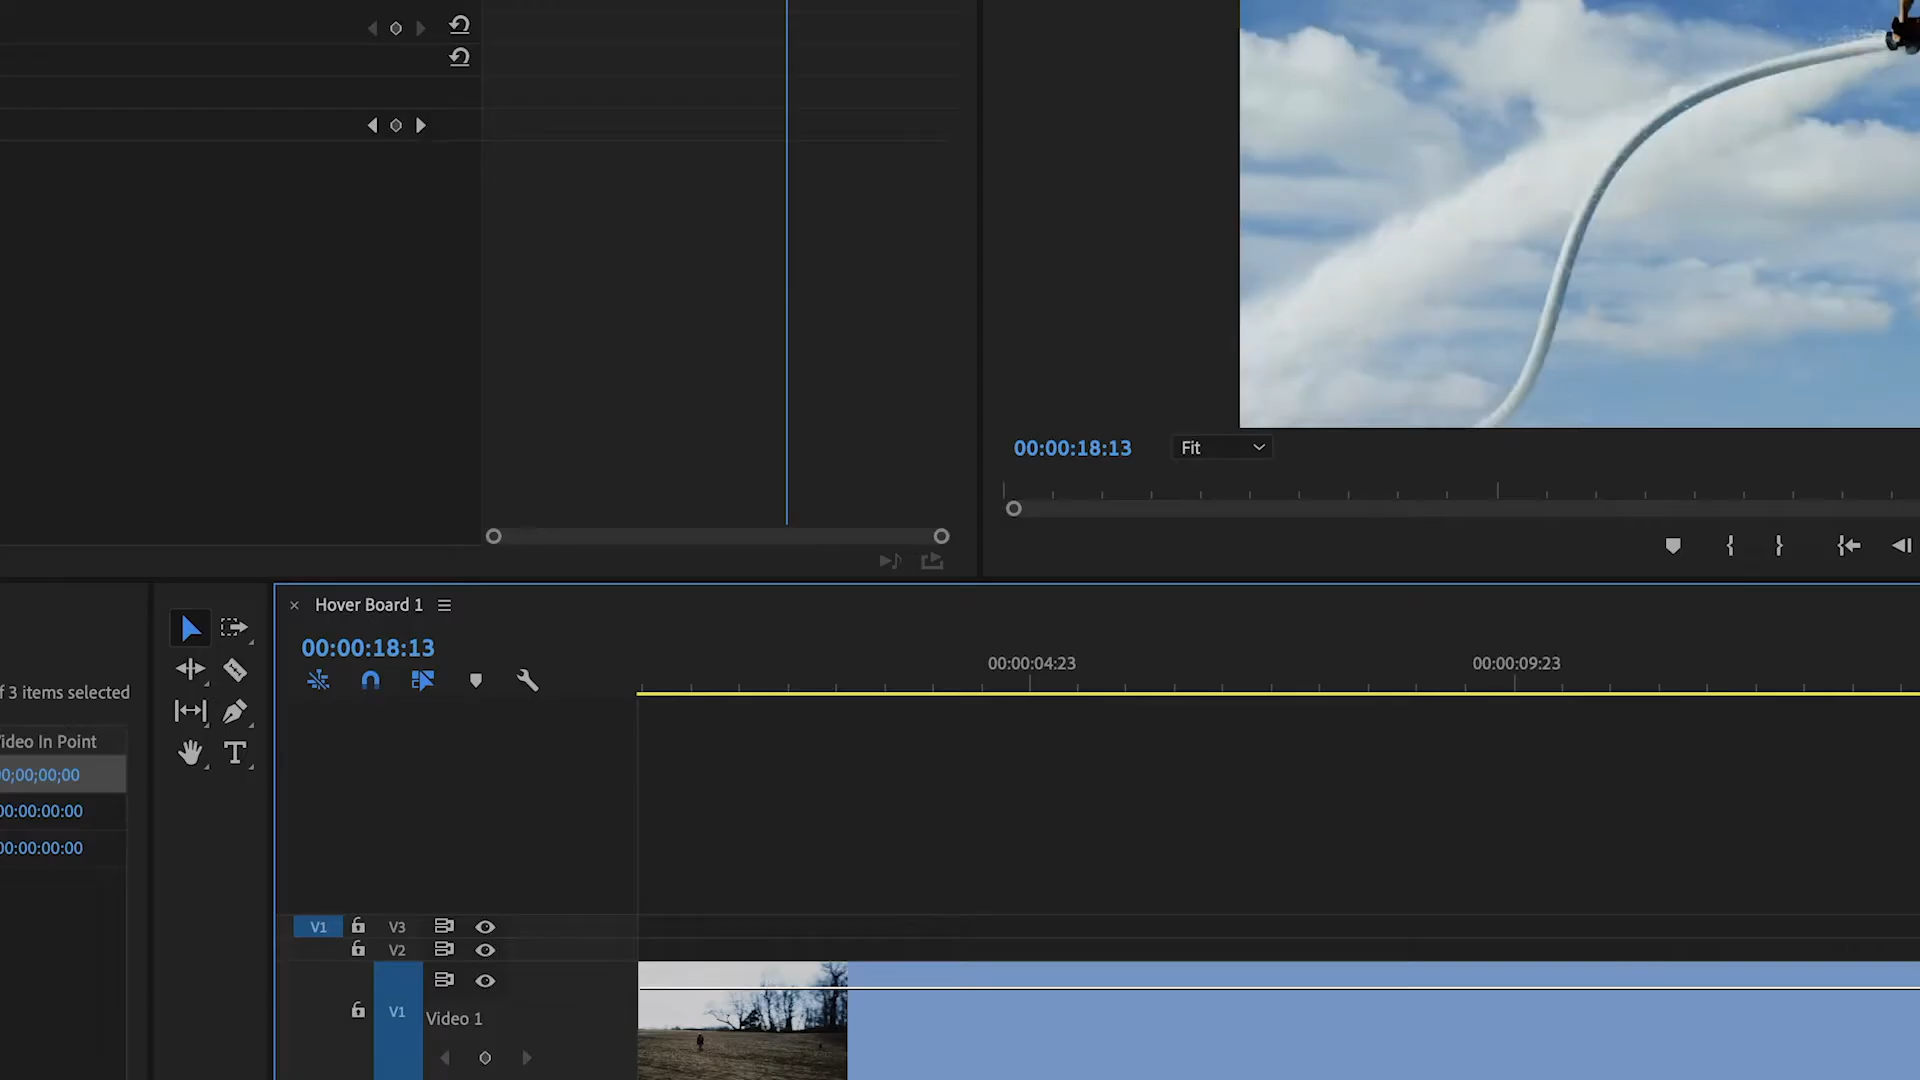 00:00:18:13
Fit
Hover Board 1
00:00:18:13
00:00:04:23
00:00:09:23
f 3 items selected
ideo In Point
0;00;00;00
00:00:00:00
00:00:00:00
V1
V3
V2
V1
Video 1